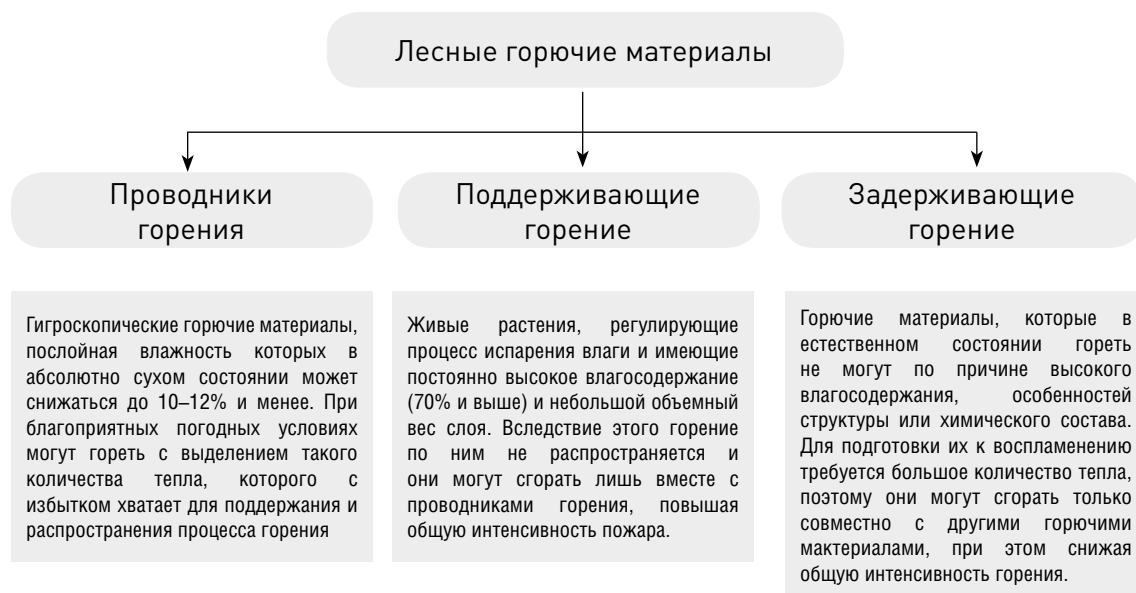 Лесные горючие материалы
Проводники
горения
Поддерживающие
горение
Задерживающие
горение
Гигроскопические горючие материалы,
послойная влажность которых в
абсолютно сухом состоянии может
снижаться до 10–12% и менее. При
благоприятных погодных условиях
могут гореть с выделением такого
количества тепла, которого с
избытком хватает для поддержания и
распространения процесса горения
Живые растения, регулирующие
процесс испарения влаги и имеющие
постоянно высокое влагосодержание
(70% и выше) и небольшой объемный
вес слоя. Вследствие этого горение
по ним не распространяется и
они могут сгорать лишь вместе с
проводниками горения, повышая
общую интенсивность пожара.
Горючие материалы, которые в
естественном состоянии гореть
не могут по причине высокого
влагосодержания, особенностей
структуры или химического состава.
Для подготовки их к воспламенению
требуется большое количество тепла,
поэтому они могут сгорать только
совместно с другими горючими
мактериалами, при этом снижая
общую интенсивность горения.